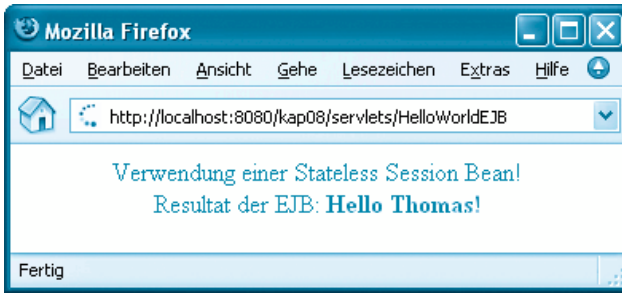 Mozilla Firefox
Datei Bearbeiten Ansicht Gehe Lesezeichen Extras Hilfe
http://localhost:8080/kap08/servlets/HelloWorldEJB
Verwendung einer Stateless Session Bean!
Resultat der EJB: Hello Thomas!
Fertig